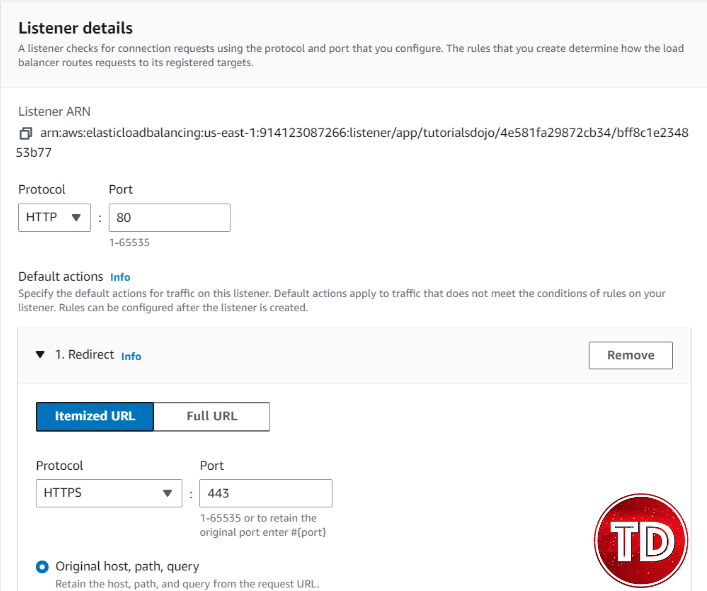 Listener details
A listener checks for connection requests using the protocol and port that you configure. The rules that you create determine how the load
balancer routes requests to its registered targets.
Listener ARN
arn:aws:elasticloadbalancing:us-east-1:914123087266:listener/app/tutorialsdojo/4e581fa29872cb34/bff8c1e2348
53b77
Protocol Port
HTTP : 80
1-65535
Default actions Info
Specify the default actions for traffic on this listener. Default actions apply to traffic that does not meet the conditions of rules on your
listener. Rules can be configured after the listener is created.
1. Redirect Info Remove
Itemized URL Full URL
Protocol Port
HTTPS : 443
1-65535 or to retain the
original port enter #{port}
TD
Original host, path, query
Retain the host, path, and query from the request URL.